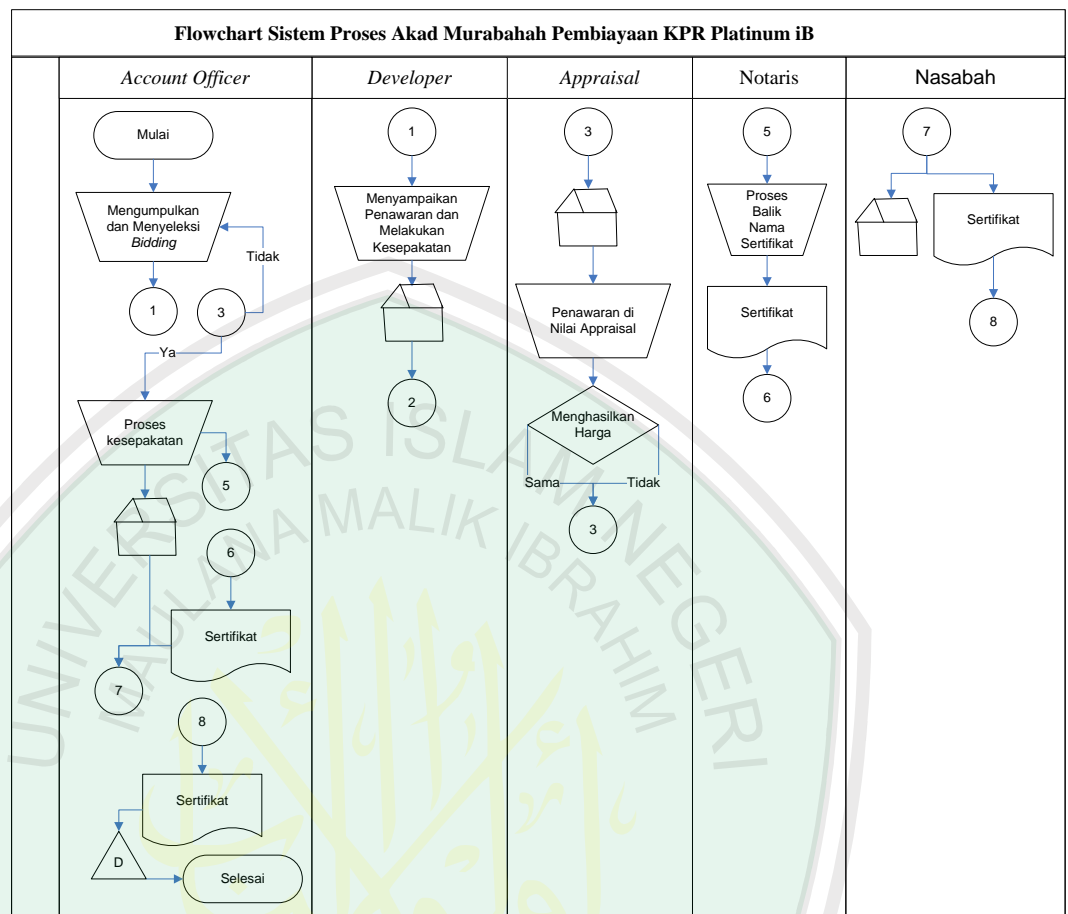 Flowchart Sistem Proses Akad Murabahah Pembiayaan KPR Platinum iB
Account Officer
Developer
Appraisal
Notaris
Nasabah
Mulai
Mengumpulkan
dan Menyeleksi
Bidding
Tidak
1
3
Ya
Proses
kesepakatan
5
6
Sertifikat
7
8
Sertifikat
D
Selesai
1
Menyampaikan
Penawaran dan
Melakukan
Kesepakatan
2
3
Penawaran di
Nilai Appraisal
Menghasilkan
Harga
Sama
Tidak
3
5
Proses
Balik
Nama
Sertifikat
Sertifikat
6
7
Sertifikat
8
UNIVERSITAS ISLAM NEGERI
MAULANA MALIK IBRAHIM